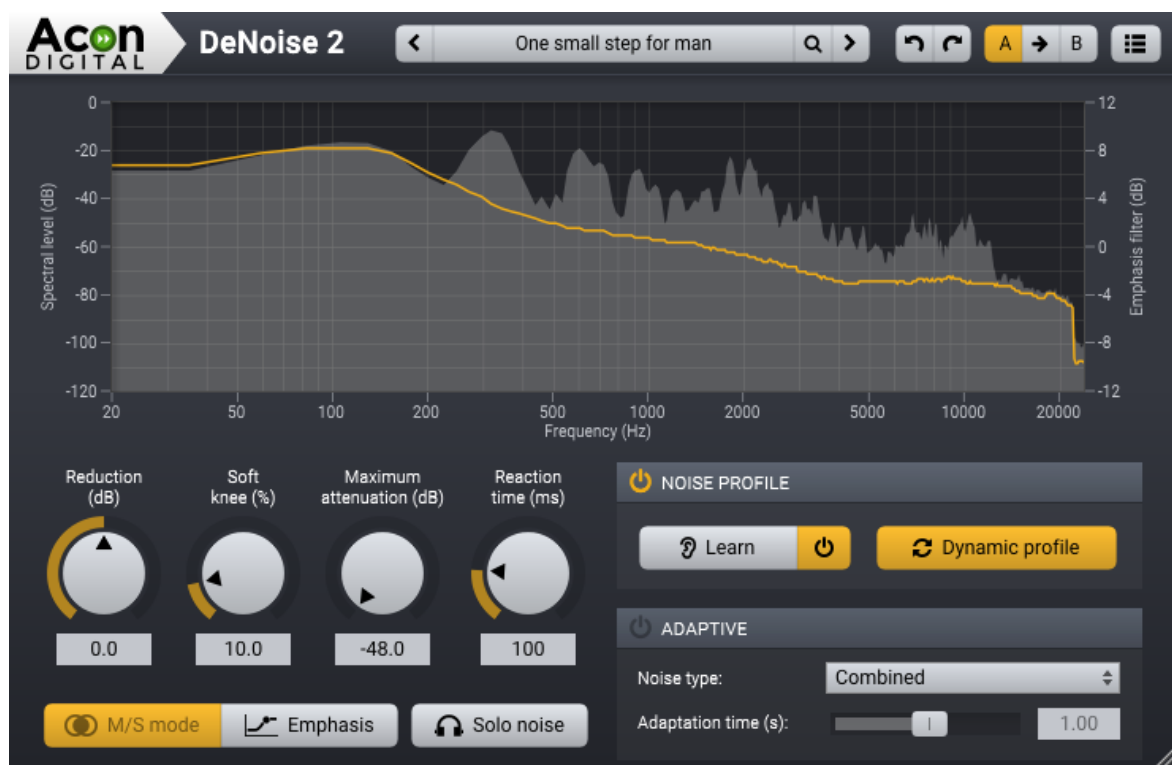 Acon
DIGITAL
DeNoise 2
One small step for man
A
B
0
-20
-40
-60
-80
-100
-120
Spectral level (dB)
12
8
4
0
-4
-8
-12
Emphasis filter (dB)
20
50
100
200
500
1000
2000
5000
10000
20000
Frequency (Hz)
Reduction
(dB)
Soft
knee (%)
Maximum
attenuation (dB)
Reaction
time (ms)
0.0
10.0
-48.0
100
M/S mode
Emphasis
Solo noise
NOISE PROFILE
Learn
Dynamic profile
ADAPTIVE
Noise type:
Combined
Adaptation time (s):
1.00